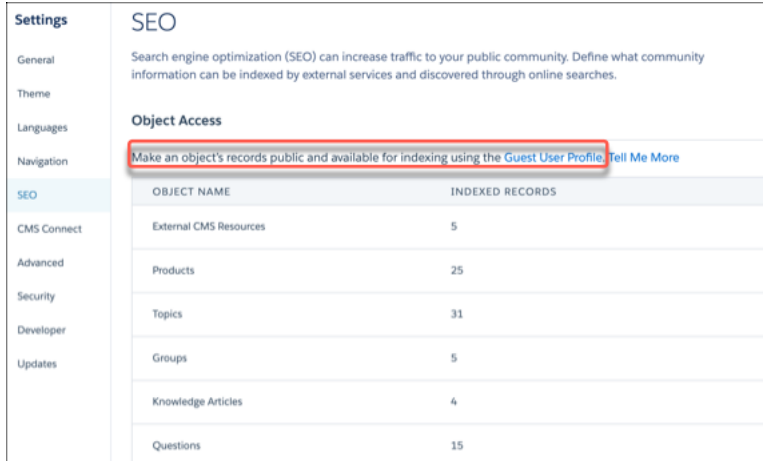 Settings
General
Theme
Languages
Navigation
SEO
CMS Connect
Advanced
Security
Developer
Updates
SEO
Search engine optimization (SEO) can increase traffic to your public community. Define what community
information can be indexed by external services and discovered through online searches.
Object Access
Make an object's records public and available for indexing using the Guest User Profile. Tell Me More
OBJECT NAME INDEXED RECORDS
External CMS Resources 5
Products 25
Topics 31
Groups 5
Knowledge Articles 4
Questions 15